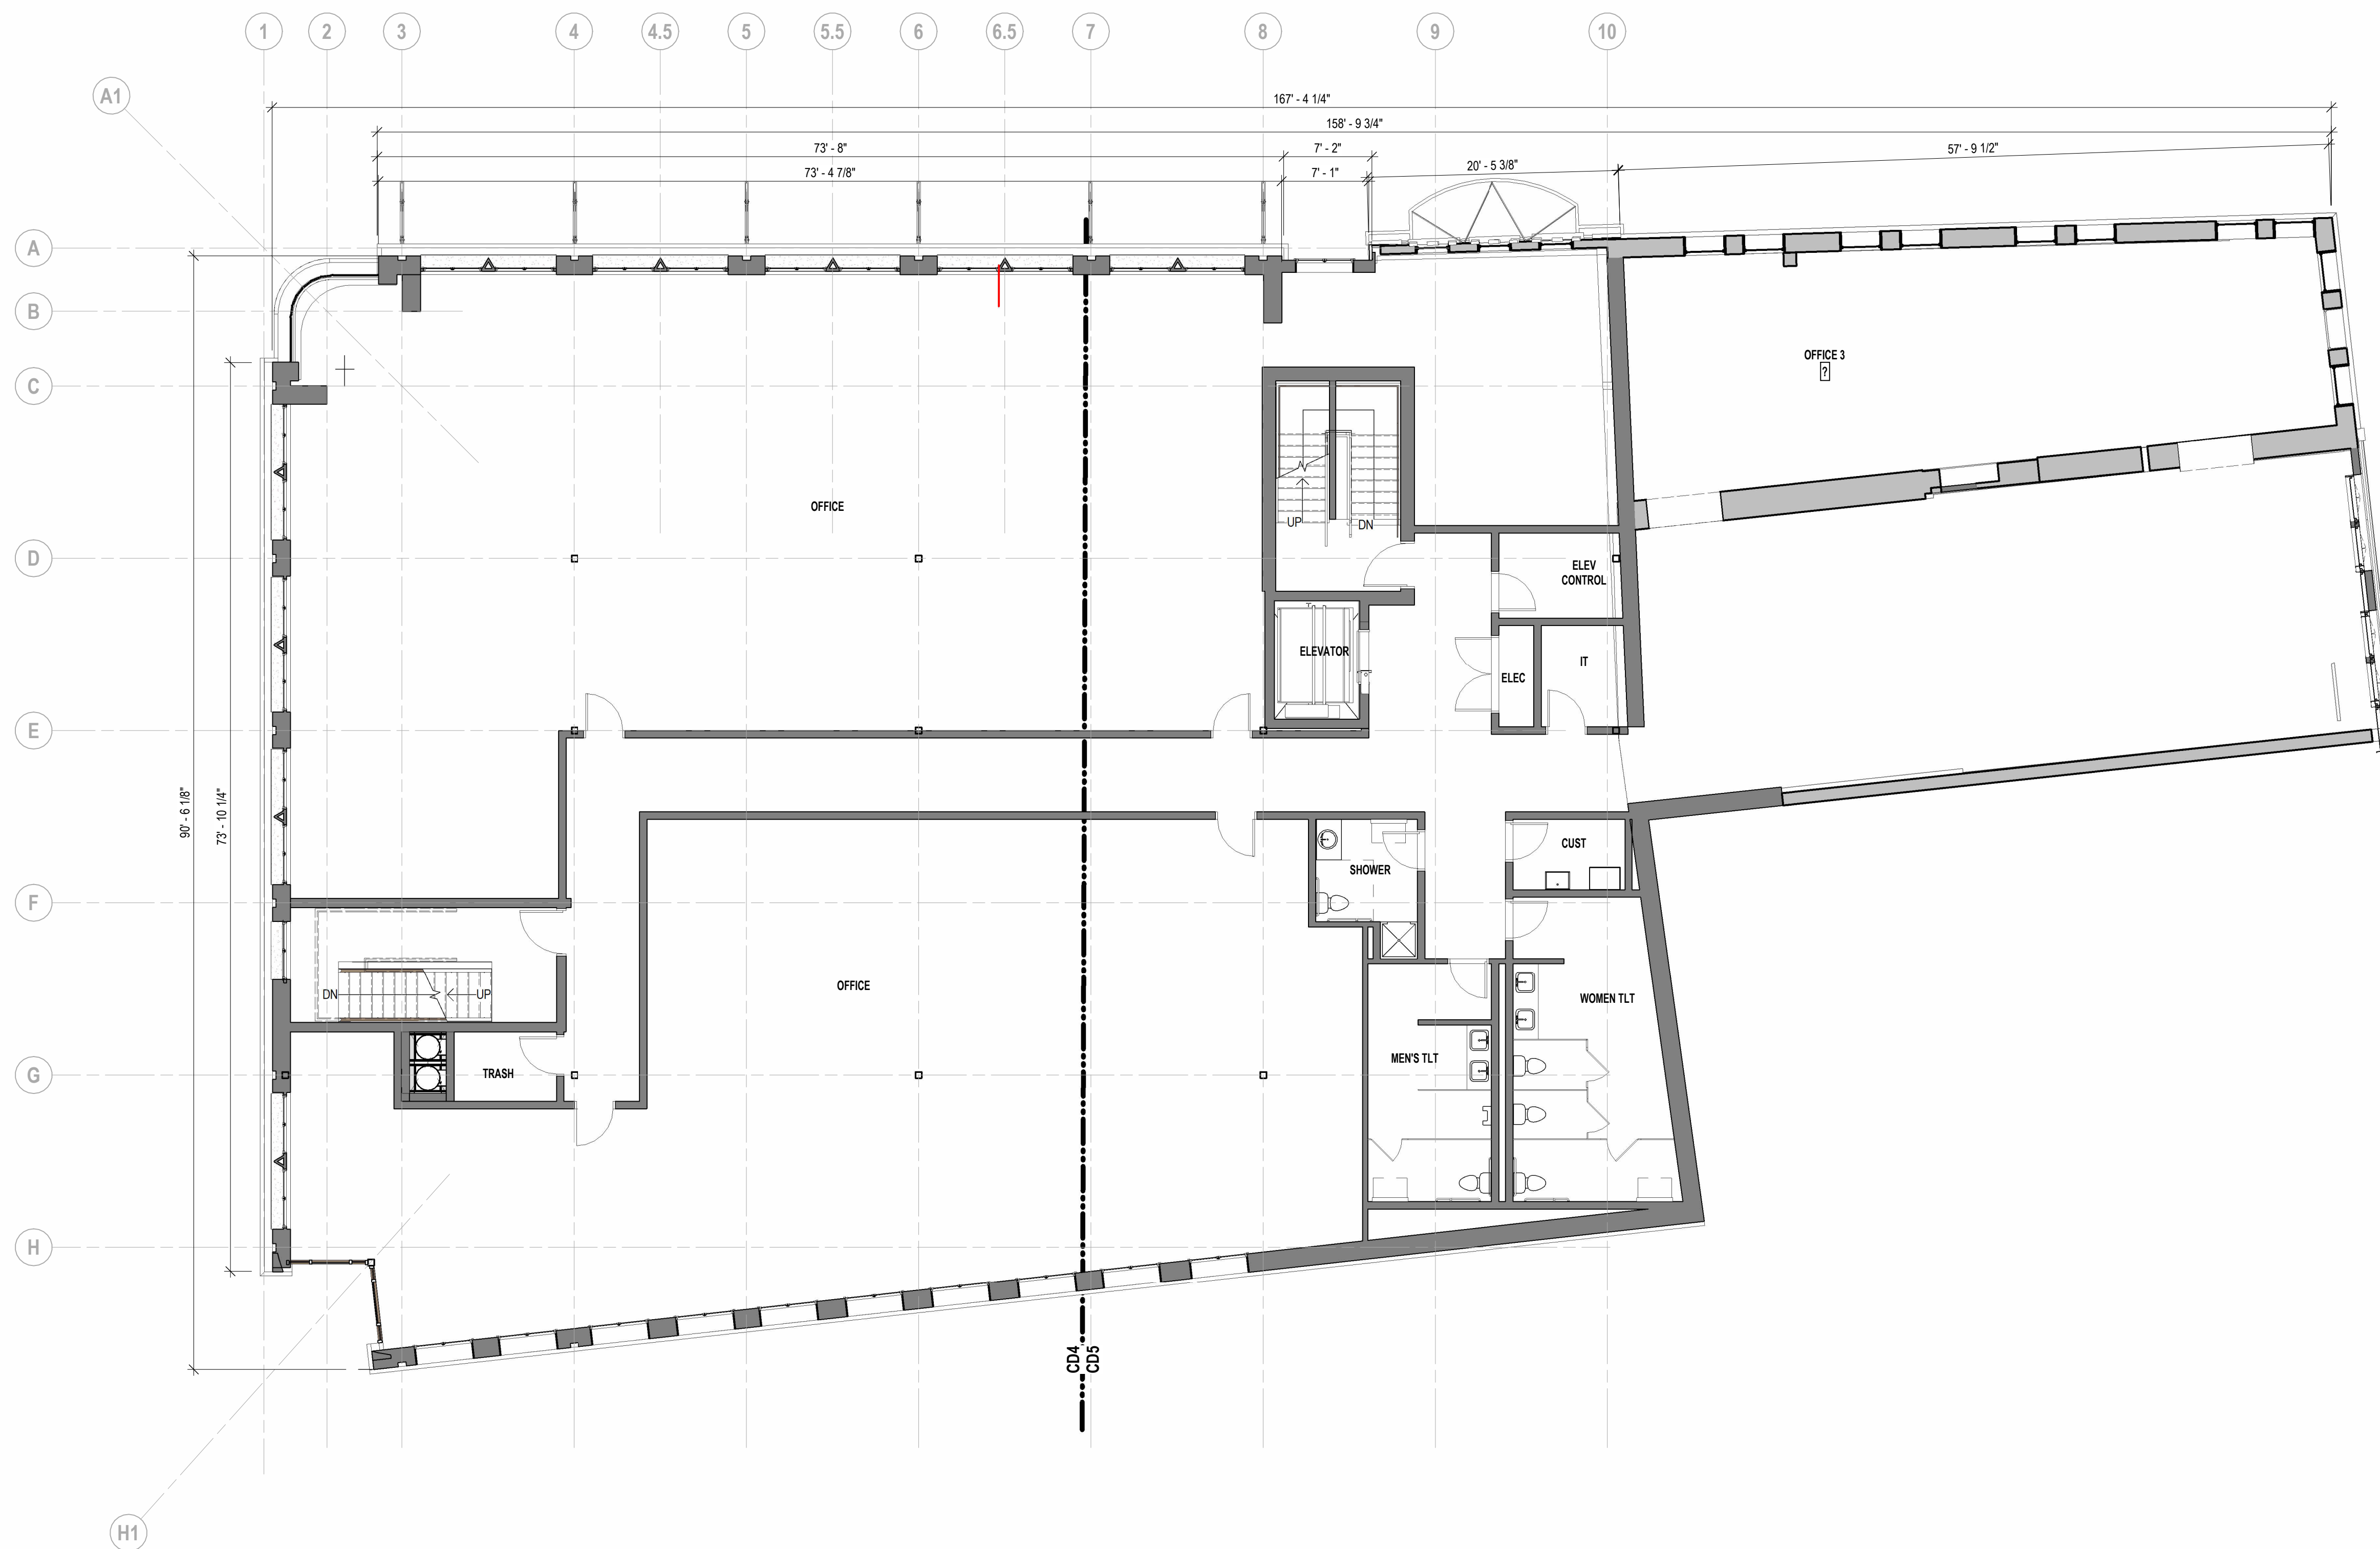 1
2
3
4
4.5
5
5.5
6
6.5
7
8
9
10
A1
167' - 4 1/4"
158' - 9 3/4"
73' - 8"
7' - 2"
57' - 9 1/2"
73' - 4 7/8"
7' - 1"
20' - 5 3/8"
A
B
OFFICE 3
?
C
OFFICE
UP
DN
D
ELEV
CONTROL
ELEVATOR
IT
ELEC
E
90' - 6 1/8"
73' - 10 1/4"
CUST
SHOWER
F
OFFICE
DN
UP
WOMEN TLT
MEN'S TLT
TRASH
G
H
CD4
CD5
H1